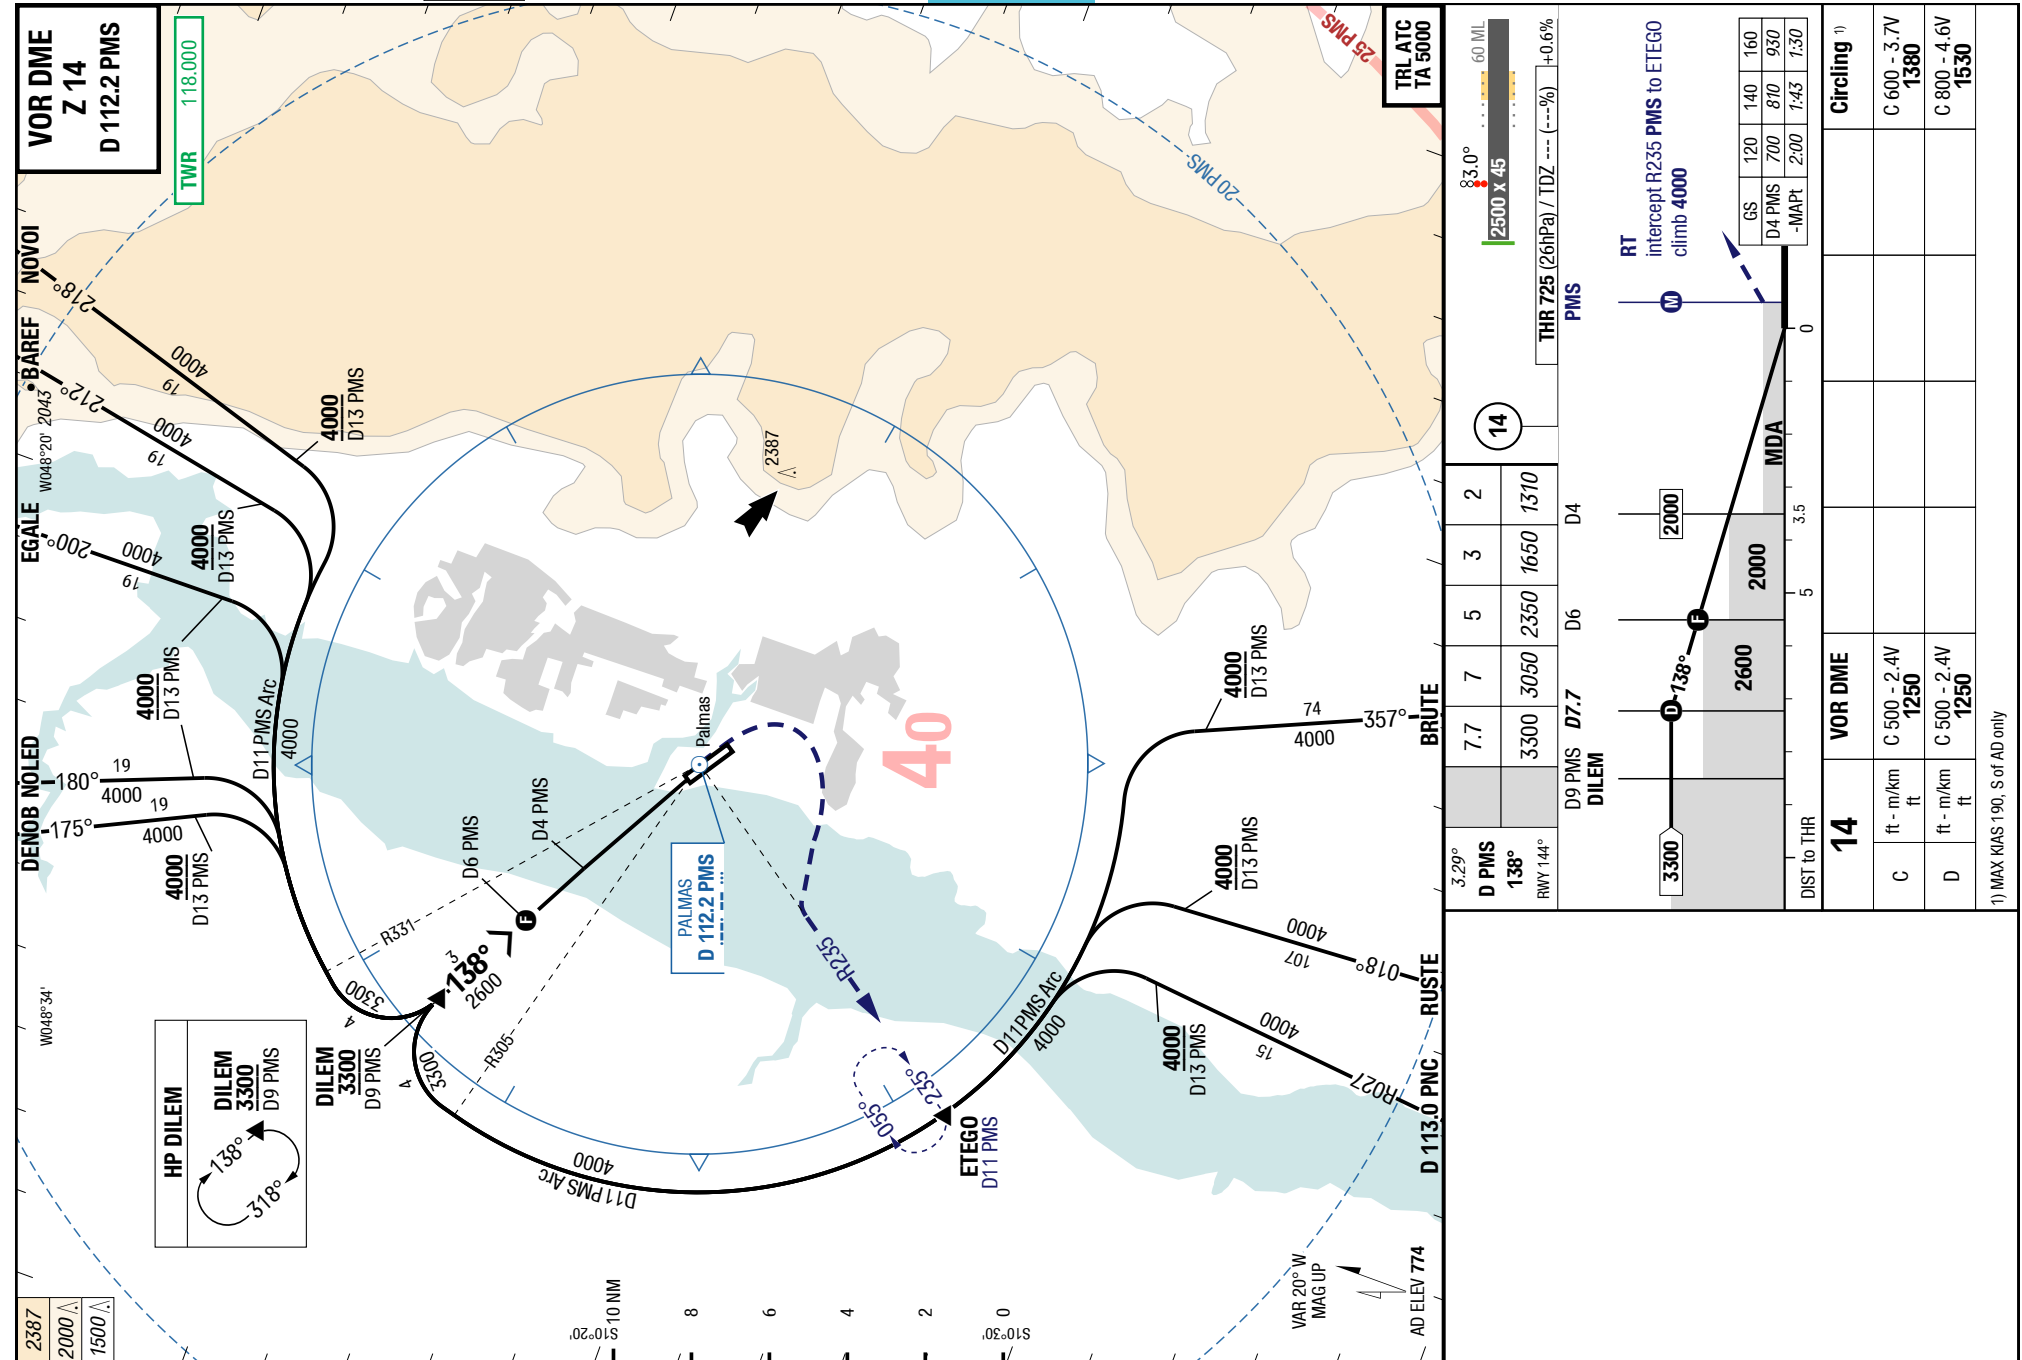 VOR DME
Z 14
D 112.2 PMS
TWR 118.000
TRL ATC
TA 5000
25 PMS
20 PMS
NOVOI
218°
4000
19
4000
D13 PMS
BAREF
W048°20' 2043
212°
4000
19
4000
D13 PMS
EGALE
200°
4000
19
4000
D13 PMS
NOLED
180°
19
4000
4000
D13 PMS
DENOB
175°
19
4000
4000
D13 PMS
D11 PMS Arc
4000
2387
R331
3300
4
D6 PMS
D4 PMS
Palmas
PALMAS
D 112.2 PMS
40
138°
3
2600
DILEM
3300
D9 PMS
3300
4
R305
HP DILEM
DILEM
3300
D9 PMS
138°
318°
W048°34'
D11 PMS Arc
4000
R235
235°
055°
ETEGO
D11 PMS
D11 PMS Arc
4000
4000
D13 PMS
74
4000
357°
BRUTE
4000
D13 PMS
4000
107
018°
RUSTE
4000
D13 PMS
4000
15
R027
D 113.0 PNC
2387
2000
1500
S10°20'
10 NM
8
6
4
2
0
S10°30'
VAR 20° W
MAG UP
AD ELEV 774
60 ML
83.0°
2500 x 45
+0.6%
THR 725 (26hPa) / TDZ --- (---%)
14
3.29°
D PMS 7.7 7 5 3 2
138° 3300 3050 2350 1650 1310
RWY 144°
D9 PMS D7.7 D6 D4 PMS
DILEM
RT
intercept R235 PMS to ETEGO
climb 4000
3300
D
138°
F
2000
M
2600
2000
MDA
GS 120 140 160
D4 PMS 700 810 930
-MAPt 2:00 1:43 1:30
DIST to THR 5 3.5 0
14 VOR DME Circling 1)
C ft - m/km C 500 - 2.4V C 600 - 3.7V
ft 1250 1380
D ft - m/km C 500 - 2.4V C 800 - 4.6V
ft 1250 1530
1) MAX KIAS 190, S of AD only